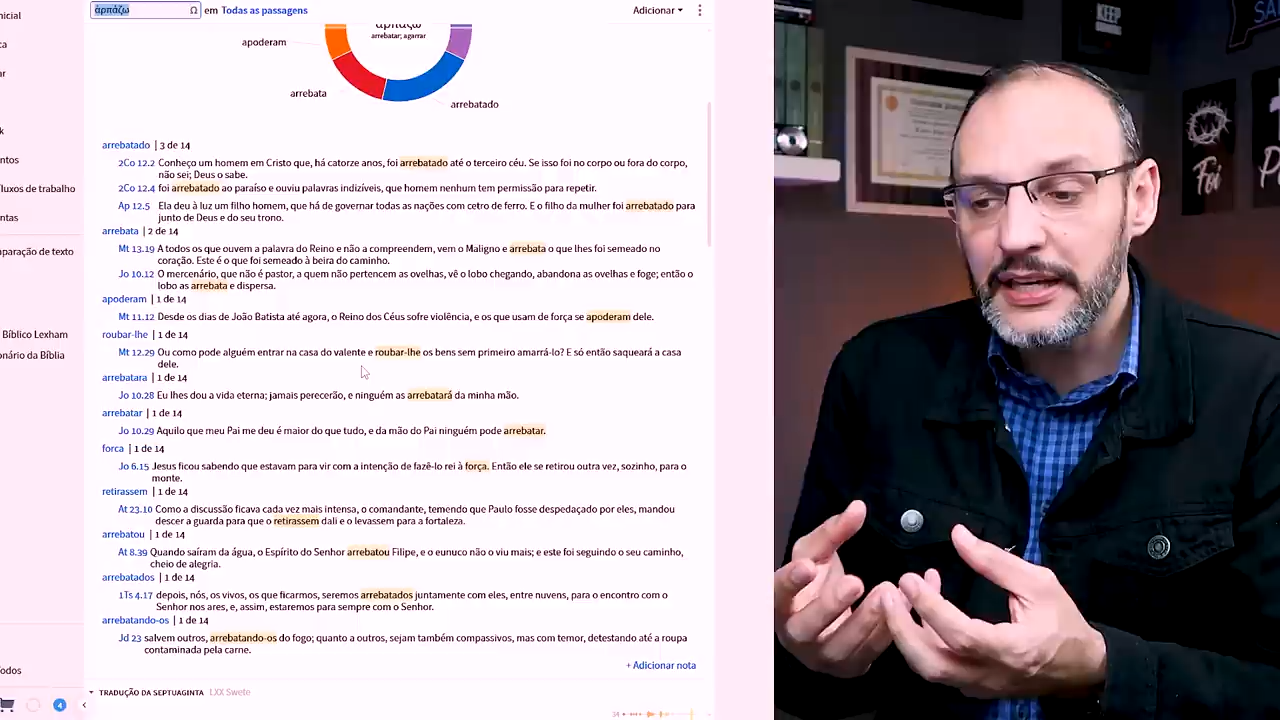 ἁρπάζω
em Todas as passagens
Adicionar
nicial
ca
ar
k
ntos
fluxos de trabalho
ntas
mparação de texto
Bíblico Lexham
onário da Bíblia
odos
4
ἁρπάζω
arrebatar; agarrar
apoderam
arrebata
arrebatado
arrebatado | 3 de 14
2Co 12.2 Conheço um homem em Cristo que, há catorze anos, foi arrebatado até o terceiro céu. Se isso foi no corpo ou fora do corpo,
não sei; Deus o sabe.
2Co 12.4 foi arrebatado ao paraíso e ouviu palavras indizíveis, que homem nenhum tem permissão para repetir.
Ap 12.5 Ela deu à luz um filho homem, que há de governar todas as nações com cetro de ferro. E o filho da mulher foi arrebatado para
junto de Deus e do seu trono.
arrebata | 2 de 14
Mt 13.19 A todos os que ouvem a palavra do Reino e não a compreendem, vem o Maligno e arrebata o que lhes foi semeado no
coração. Este é o que foi semeado à beira do caminho.
Jo 10.12 O mercenário, que não é pastor, a quem não pertencem as ovelhas, vê o lobo chegando, abandona as ovelhas e foge; então o
lobo as arrebata e dispersa.
apoderam | 1 de 14
Mt 11.12 Desde os dias de João Batista até agora, o Reino dos Céus sofre violência, e os que usam de força se apoderam dele.
roubar-lhe | 1 de 14
Mt 12.29 Ou como pode alguém entrar na casa do valente e roubar-lhe os bens sem primeiro amarrá-lo? E só então saqueará a casa
dele.
arrebatara | 1 de 14
Jo 10.28 Eu lhes dou a vida eterna; jamais perecerão, e ninguém as arrebatará da minha mão.
arrebatar | 1 de 14
Jo 10.29 Aquilo que meu Pai me deu é maior do que tudo, e da mão do Pai ninguém pode arrebatar.
forca | 1 de 14
Jo 6.15 Jesus ficou sabendo que estavam para vir com a intenção de fazê-lo rei à força. Então ele se retirou outra vez, sozinho, para o
monte.
retirassem | 1 de 14
At 23.10 Como a discussão ficava cada vez mais intensa, o comandante, temendo que Paulo fosse despedaçado por eles, mandou
descer a guarda para que o retirassem dali e o levassem para a fortaleza.
arrebatou | 1 de 14
At 8.39 Quando saíram da água, o Espírito do Senhor arrebatou Filipe, e o eunuco não o viu mais; e este foi seguindo o seu caminho,
cheio de alegria.
arrebatados | 1 de 14
1Ts 4.17 depois, nós, os vivos, os que ficarmos, seremos arrebatados juntamente com eles, entre nuvens, para o encontro com o
Senhor nos ares, e, assim, estaremos para sempre com o Senhor.
arrebatando-os | 1 de 14
Jd 23 salvem outros, arrebatando-os do fogo; quanto a outros, sejam também compassivos, mas com temor, detestando até a roupa
contaminada pela carne.
+ Adicionar nota
TRADUÇÃO DA SEPTUAGINTA LXX Swete
KEEP